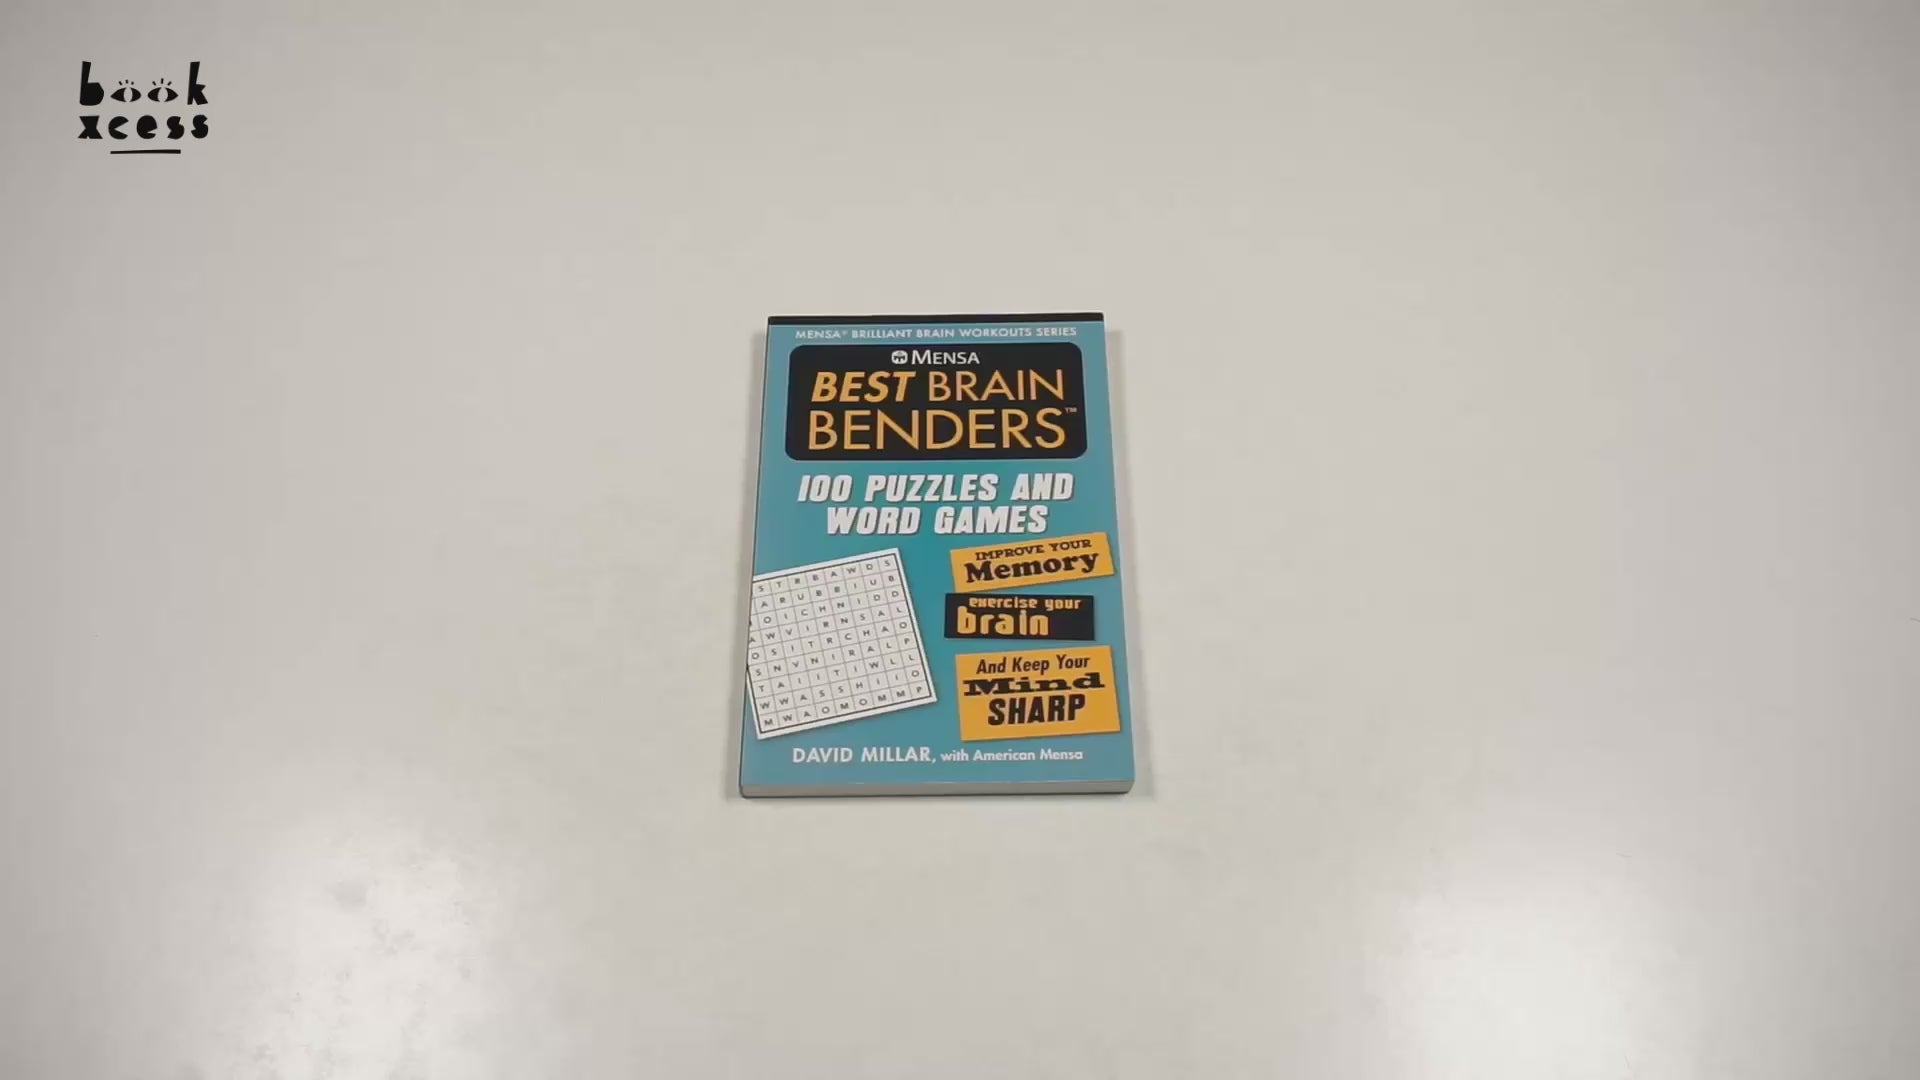 book
xcess
MENSA® BRILLIANT BRAIN WORKOUTS SERIES
MENSA
BEST BRAIN
BENDERS™
100 PUZZLES AND
WORD GAMES
IMPROVE YOUR
Memory
exercise your
brain
And Keep Your
Mind
SHARP
S T R B A W D S
A R U B B I U B
O I C H N I D D
A W V I R N S A L
O S I T R C H A O
S N V N I R A L P
T A I I T I W L L
W W A S S H I I O
M W A O M O M M P
DAVID MILLAR, with American Mensa